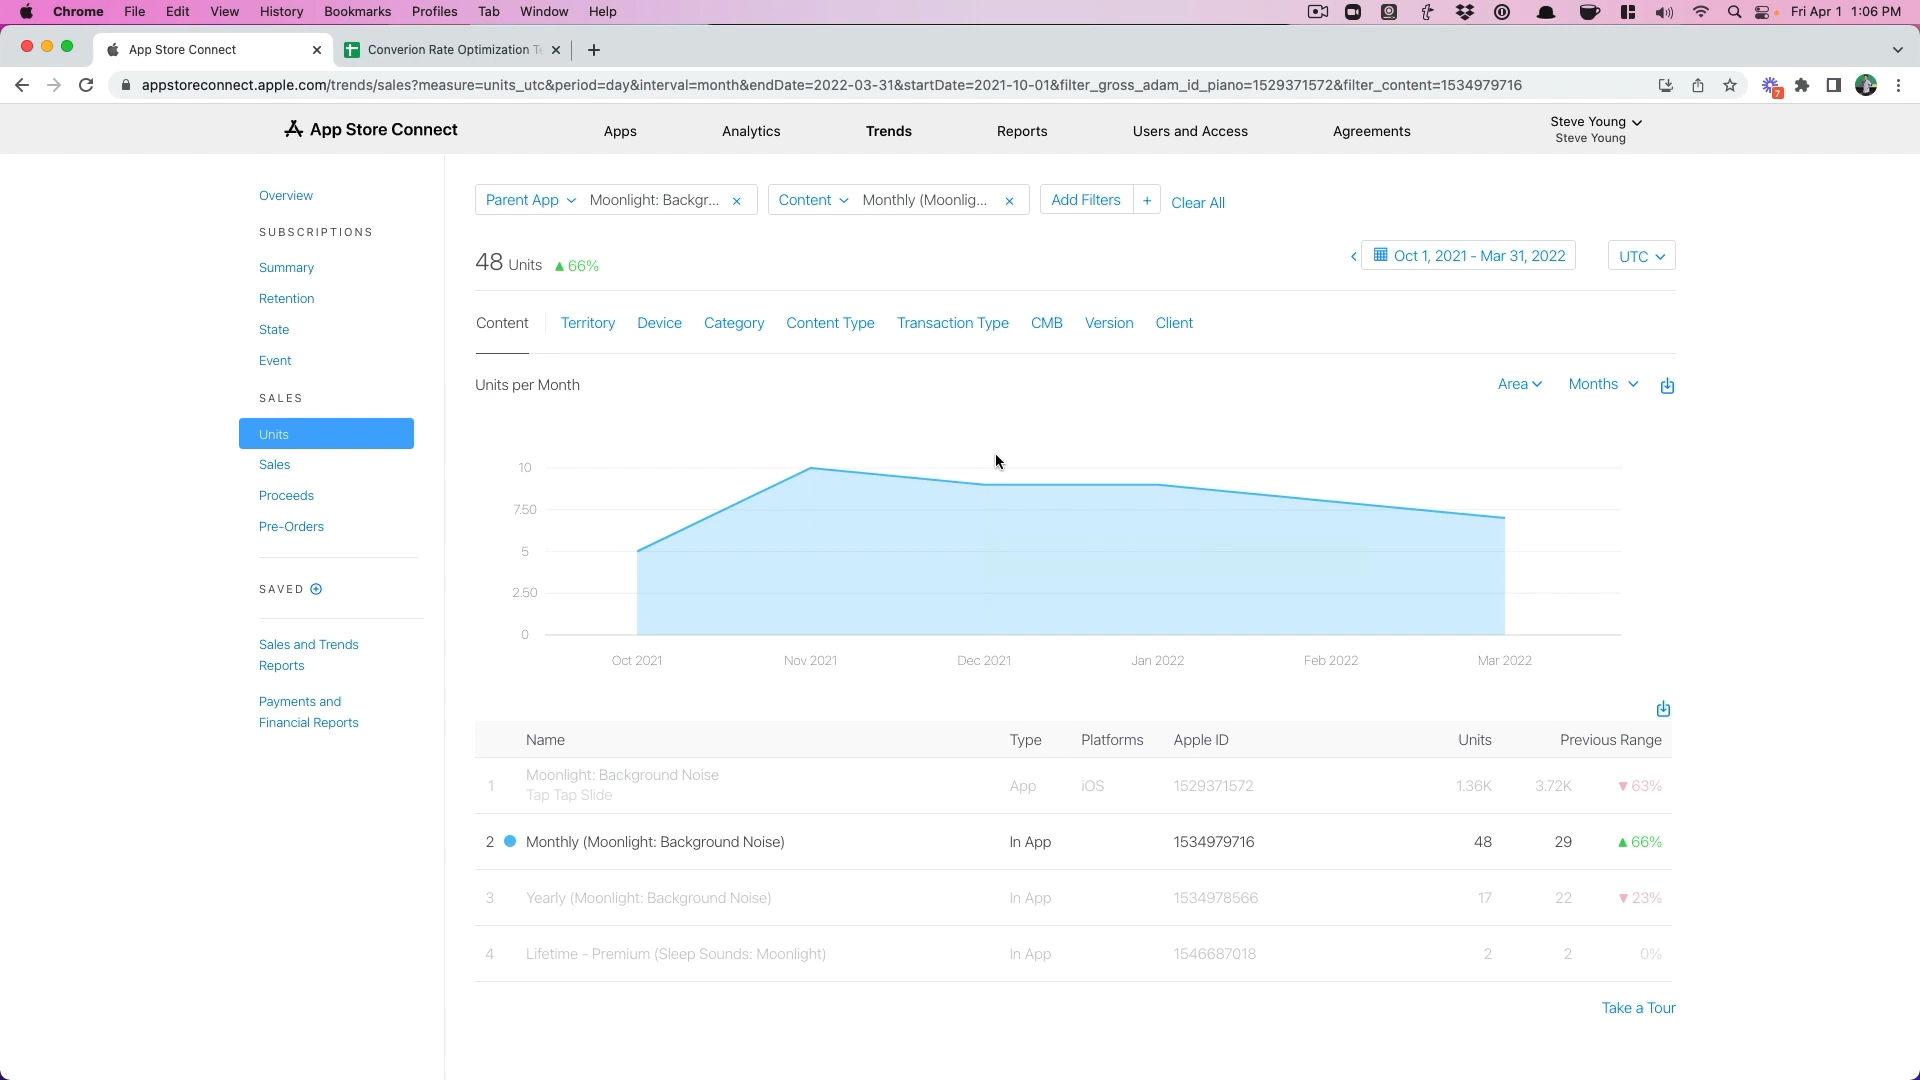 Chrome File Edit View History Bookmarks Profiles Tab Window Help Fri Apr 1 1:06 PM
App Store Connect Converion Rate Optimization Te
appstoreconnect.apple.com/trends/sales?measure=units_utc&period=day&interval=month&endDate=2022-03-31&startDate=2021-10-01&filter_gross_adam_id_piano=1529371572&filter_content=1534979716 7
App Store Connect Apps Analytics Trends Reports Users and Access Agreements Steve Young
Steve Young
Overview
SUBSCRIPTIONS
Summary
Retention
State
Event
SALES
Units
Sales
Proceeds
Pre-Orders
SAVED
Sales and Trends
Reports
Payments and
Financial Reports
Parent App Moonlight: Backgr... Content Monthly (Moonlig... Add Filters + Clear All
48 Units 66% Oct 1, 2021 - Mar 31, 2022 UTC
Content Territory Device Category Content Type Transaction Type CMB Version Client
Units per Month Area Months
10
7.50
5
2.50
0
Oct 2021 Nov 2021 Dec 2021 Jan 2022 Feb 2022 Mar 2022
Name Type Platforms Apple ID Units Previous Range
1 Moonlight: Background Noise App iOS 1529371572 1.36K 3.72K 63%
Tap Tap Slide
2 Monthly (Moonlight: Background Noise) In App 1534979716 48 29 66%
3 Yearly (Moonlight: Background Noise) In App 1534978566 17 22 23%
4 Lifetime - Premium (Sleep Sounds: Moonlight) In App 1546687018 2 2 0%
Take a Tour